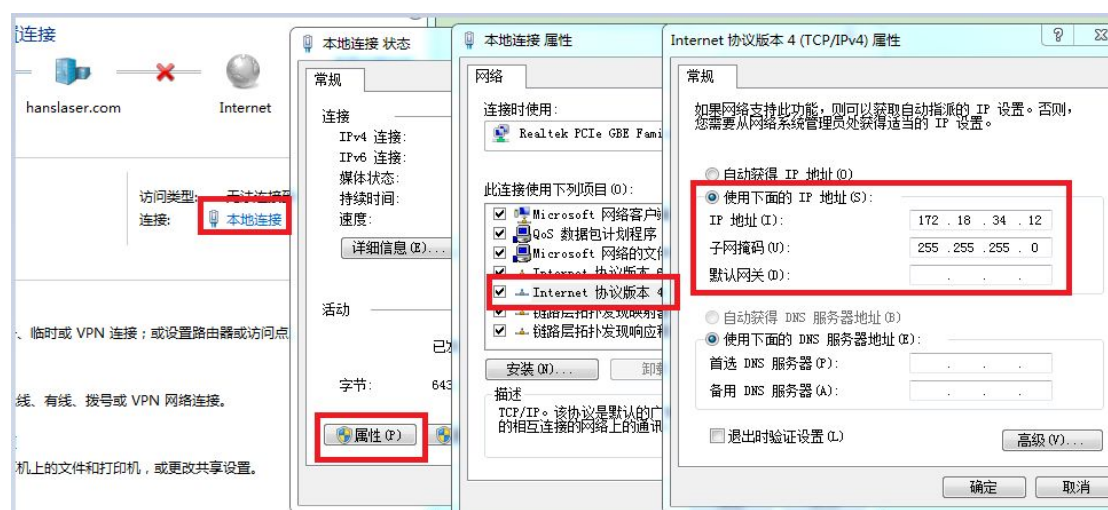 连接
hanslaser.com
Internet
访问类型:
连接:
本地连接
、临时或 VPN 连接；或设置路由器或访问点
线、有线、拨号或 VPN 网络连接。
机上的文件和打印机，或更改共享设置。
本地连接 状态
常规
连接
IPv4 连接:
IPv6 连接:
媒体状态:
持续时间:
速度:
详细信息(E)...
活动
字节:
643
属性(P)
本地连接 属性
网络
连接时使用:
Realtek PCIe GBE Fami
此连接使用下列项目(O):
Microsoft 网络客户
QoS 数据包计划程序
Microsoft 网络的文
Internet 协议版本
Internet 协议版本 4
链路层拓扑发现映射
链路层拓扑发现响应
安装(N)...
卸
描述
TCP/IP。该协议是默认的广
的相互连接的网络上的通讯
Internet 协议版本 4 (TCP/IPv4) 属性
常规
如果网络支持此功能，则可以获取自动指派的 IP 设置。否则，
您需要从网络系统管理员处获得适当的 IP 设置。
自动获得 IP 地址(O)
使用下面的 IP 地址(S):
IP 地址(I): 172 . 18 . 34 . 12
子网掩码(U): 255 .255 .255 . 0
默认网关(D): . . .
自动获得 DNS 服务器地址(B)
使用下面的 DNS 服务器地址(E):
首选 DNS 服务器(P): . . .
备用 DNS 服务器(A): . . .
退出时验证设置(L)
高级(V)...
确定
取消